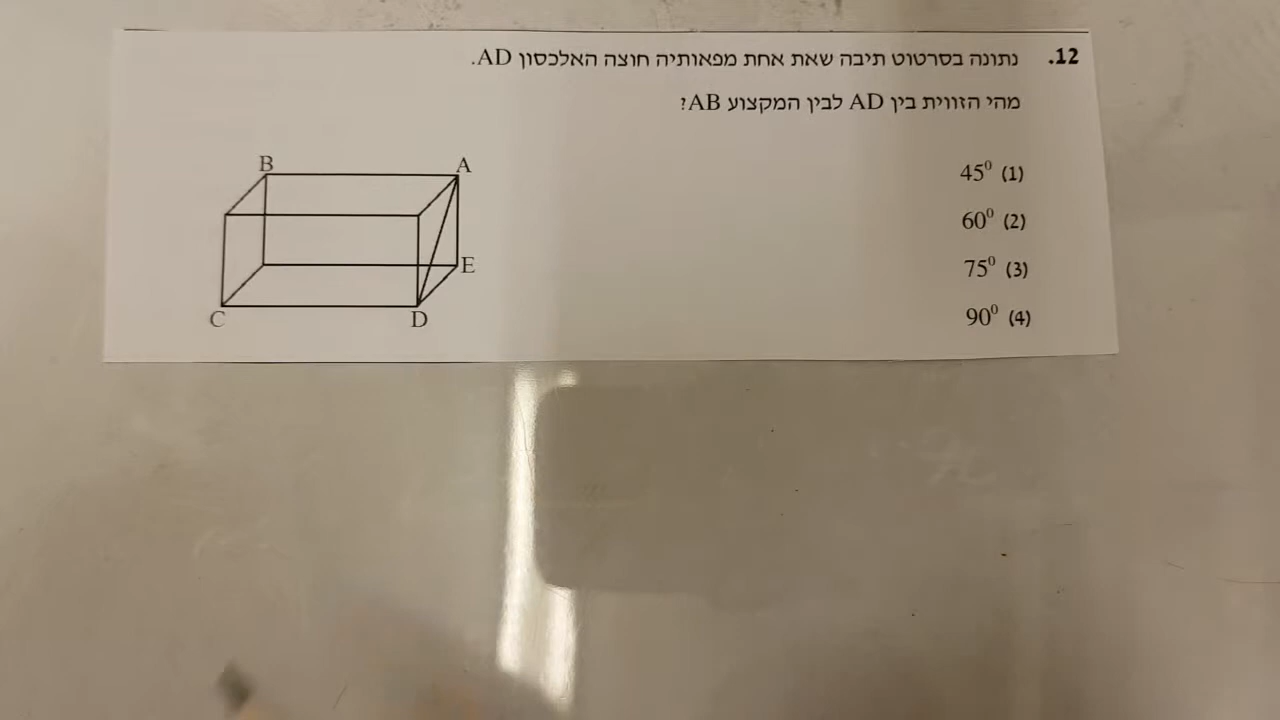 12. נתונה בסרטוט תיבה שאת אחת מפאותיה חוצה האלכסון AD.
מהי הזווית בין AD לבין המקצוע AB?
(1) 45⁰
(2) 60⁰
(3) 75⁰
(4) 90⁰
B A
E
C D